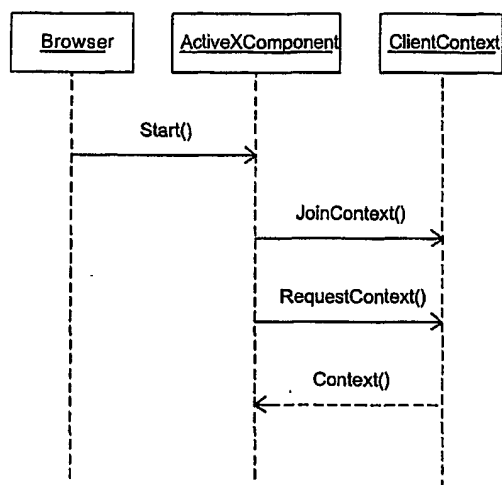 Browser
ActiveXComponent
ClientContext
Start()
JoinContext()
RequestContext()
Context()